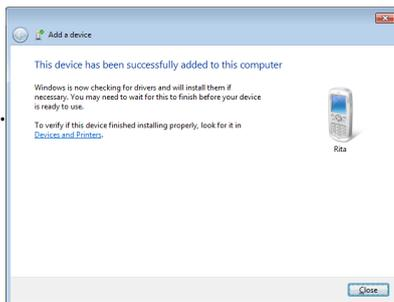 Add a device
This device has been successfully added to this computer
Windows is now checking for drivers and will install them if
necessary. You may need to wait for this to finish before your device
is ready to use.
To verify if this device finished installing properly, look for it in
Devices and Printers.
Rita
Close